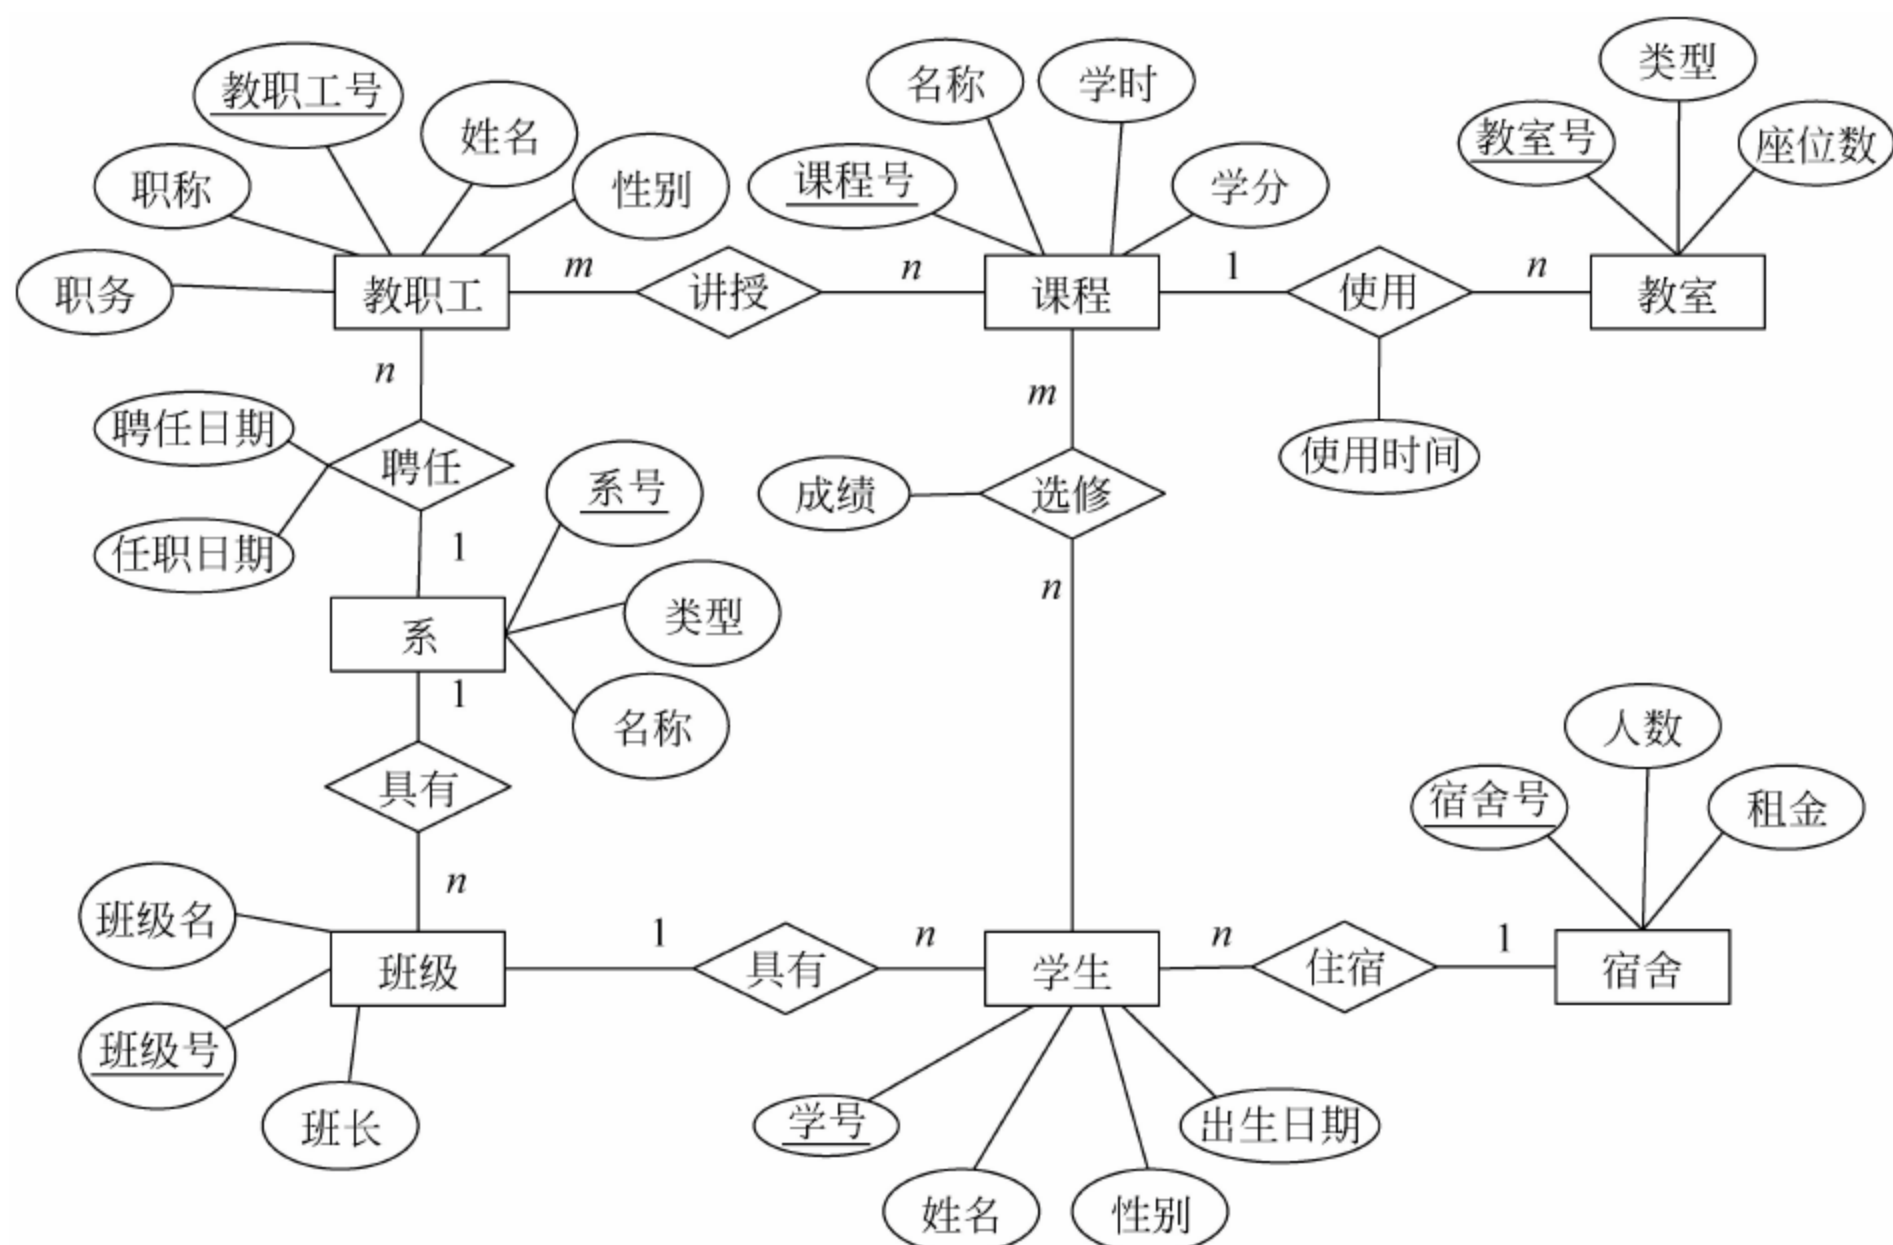 类型
教职工号
名称
学时
姓名
教室号
座位数
职称
性别
课程号
学分
职务
教职工
m
讲授
n
课程
1
使用
n
教室
n
m
聘任日期
聘任
使用时间
系号
成绩
选修
任职日期
1
n
类型
系
1
名称
人数
具有
宿舍号
租金
n
班级名
1
n
n
1
班级
具有
学生
住宿
宿舍
班级号
班长
学号
出生日期
姓名
性别